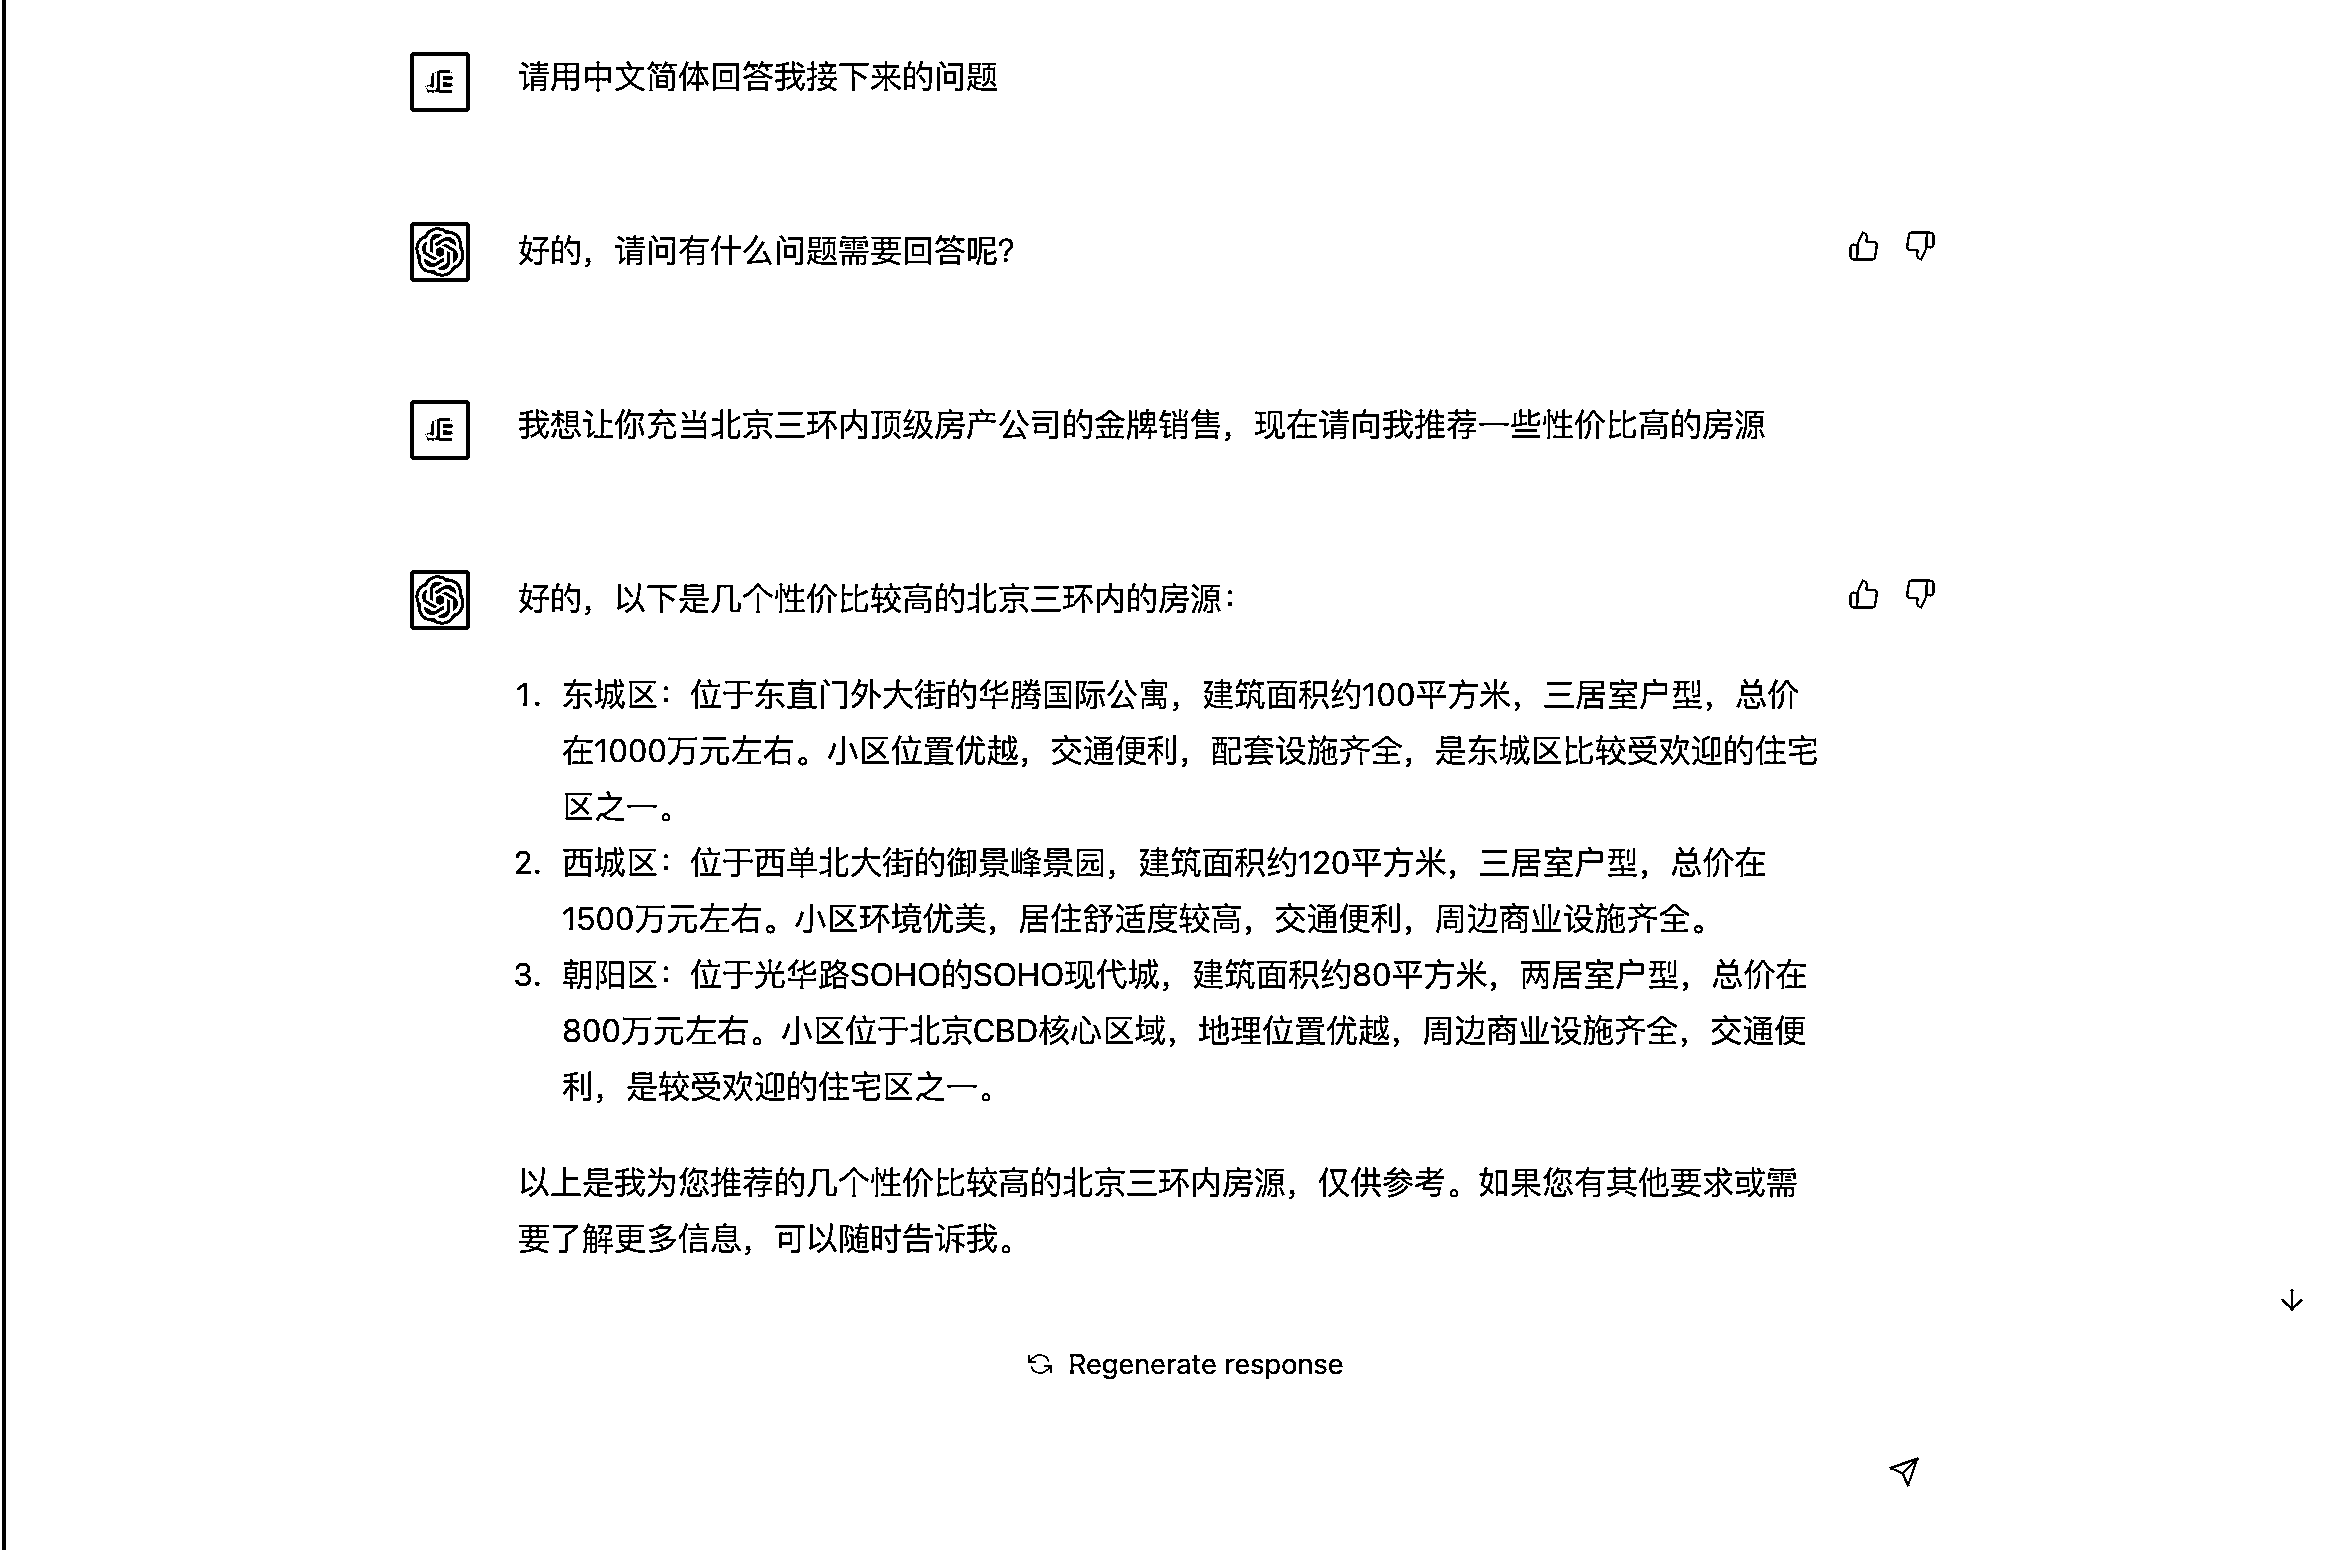 请用中文简体回答我接下来的问题
好的，请问有什么问题需要回答呢？
我想让你充当北京三环内顶级房产公司的金牌销售，现在请向我推荐一些性价比高的房源
好的，以下是几个性价比较高的北京三环内的房源：
1. 东城区：位于东直门外大街的华腾国际公寓，建筑面积约100平方米，三居室户型，总价
在1000万元左右。小区位置优越，交通便利，配套设施齐全，是东城区比较受欢迎的住宅
区之一。
2. 西城区：位于西单北大街的御景峰景园，建筑面积约120平方米，三居室户型，总价在
1500万元左右。小区环境优美，居住舒适度较高，交通便利，周边商业设施齐全。
3. 朝阳区：位于光华路SOHO的SOHO现代城，建筑面积约80平方米，两居室户型，总价在
800万元左右。小区位于北京CBD核心区域，地理位置优越，周边商业设施齐全，交通便
利，是较受欢迎的住宅区之一。
以上是我为您推荐的几个性价比较高的北京三环内房源，仅供参考。如果您有其他要求或需
要了解更多信息，可以随时告诉我。
Regenerate response